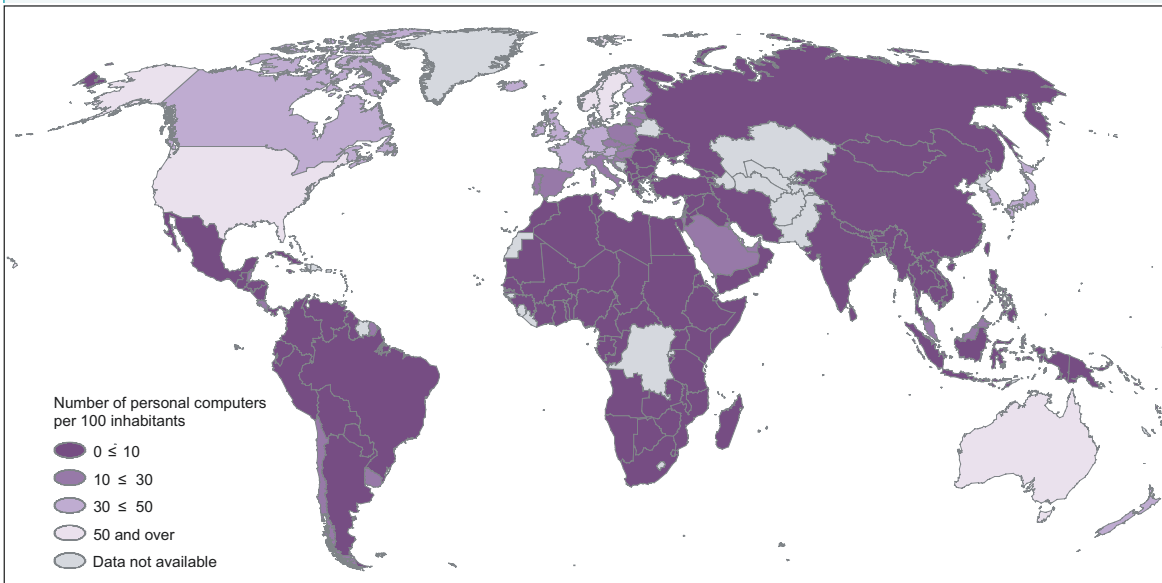 Number of personal computers
per 100 inhabitants
0 ≤ 10
10 ≤ 30
30 ≤ 50
50 and over
Data not available